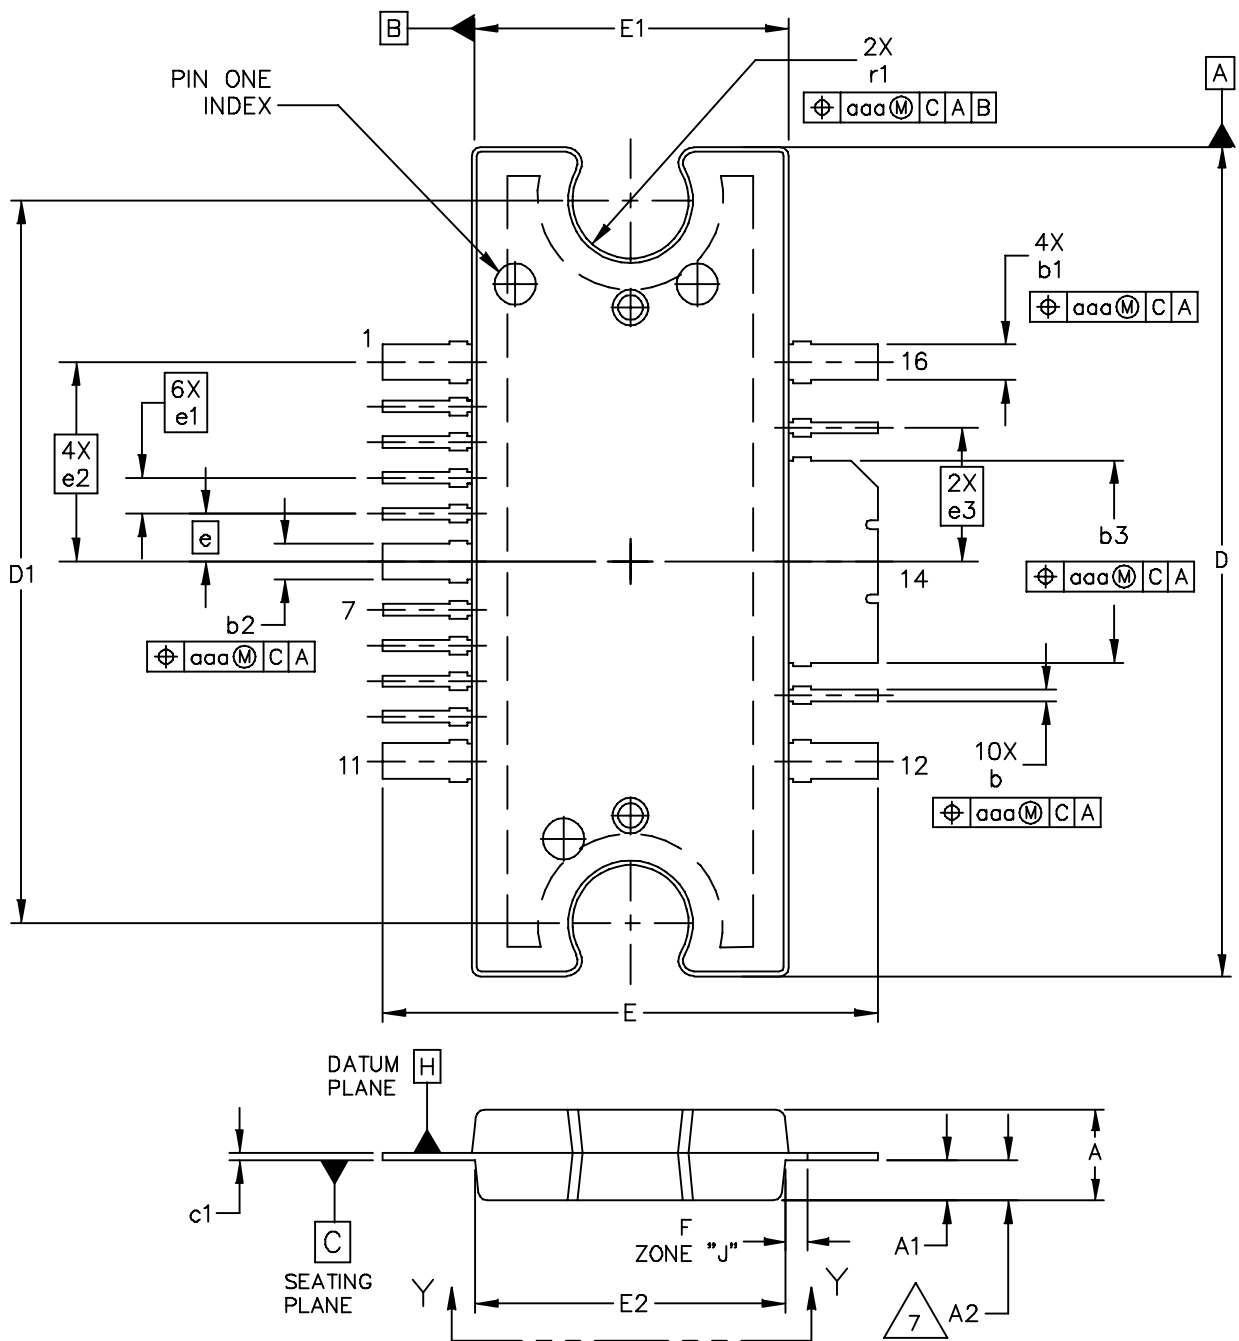 B
E1
2X
r1
⌖ aaa Ⓜ C A B
A
PIN ONE
INDEX
4X
b1
⌖ aaa Ⓜ C A
1
16
6X
e1
4X
e2
2X
e3
e
b3
⌖ aaa Ⓜ C A
D1
14
D
7
b2
⌖ aaa Ⓜ C A
11
12
10X
b
⌖ aaa Ⓜ C A
E
DATUM
PLANE
H
A
c1
C
SEATING
PLANE
F
ZONE "J"
A1
Y
E2
Y
7
A2